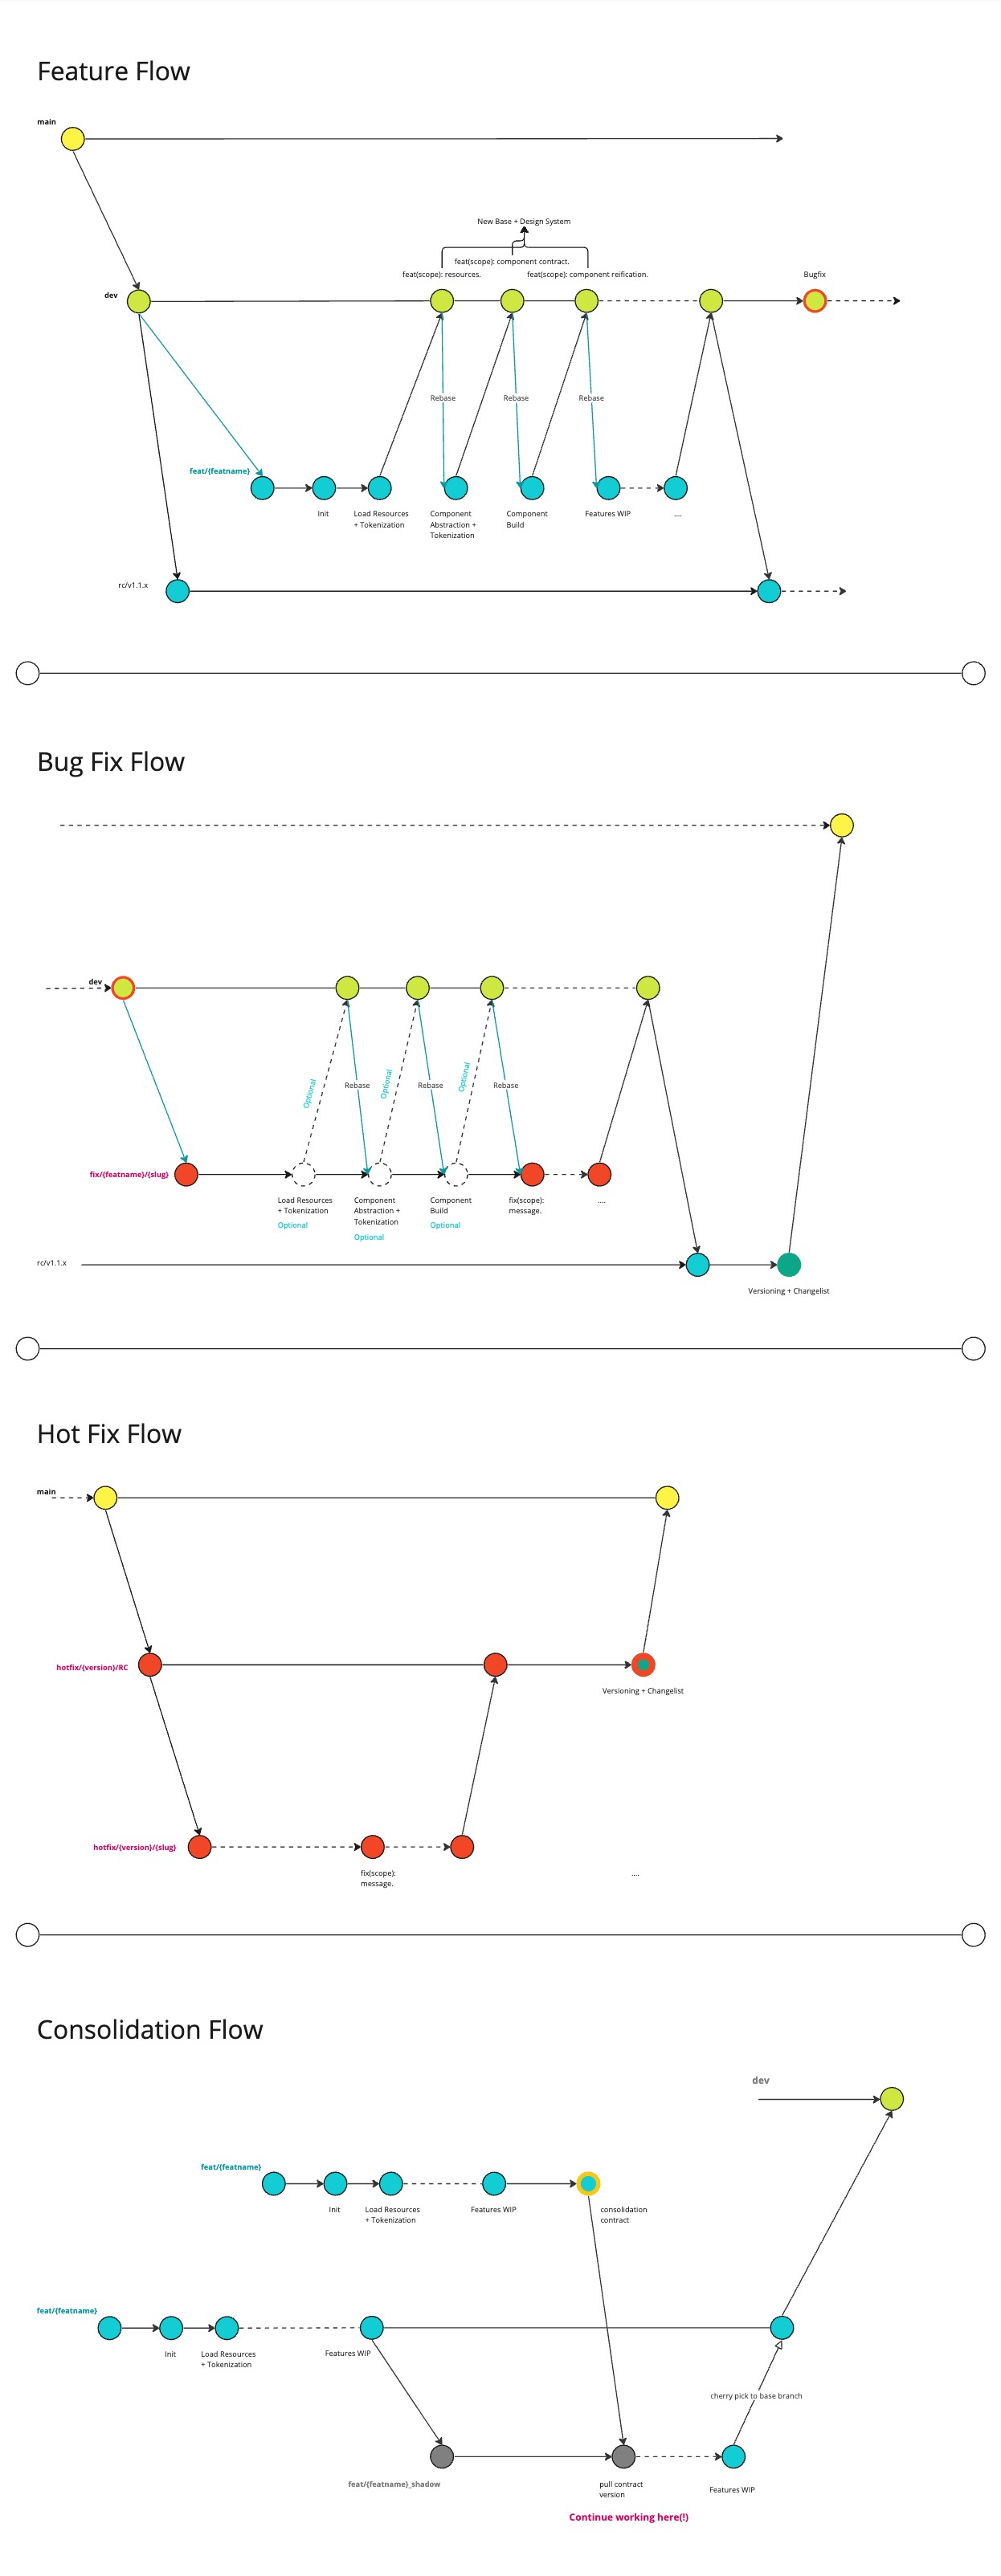 Feature Flow
main
New Base + Design System
feat(scope): component contract.
feat(scope): resources.
feat(scope): component reification.
Bugfix
dev
Rebase
Rebase
Rebase
feat/{featname}
Init
Load Resources
+ Tokenization
Component
Abstraction +
Tokenization
Component
Build
Features WIP
....
rc/v1.1.x
Bug Fix Flow
dev
Optional
Rebase
Optional
Rebase
Optional
Rebase
fix/{featname}/{slug}
Load Resources
+ Tokenization
Optional
Component
Abstraction +
Tokenization
Optional
Component
Build
Optional
fix(scope):
message.
....
rc/v1.1.x
Versioning + Changelist
Hot Fix Flow
main
hotfix/{version}/RC
Versioning + Changelist
hotfix/{version}/{slug}
fix(scope):
message.
....
Consolidation Flow
dev
feat/{featname}
Init
Load Resources
+ Tokenization
Features WIP
consolidation
contract
feat/{featname}
Init
Load Resources
+ Tokenization
Features WIP
cherry pick to base branch
feat/{featname}_shadow
pull contract
version
Features WIP
Continue working here(!)